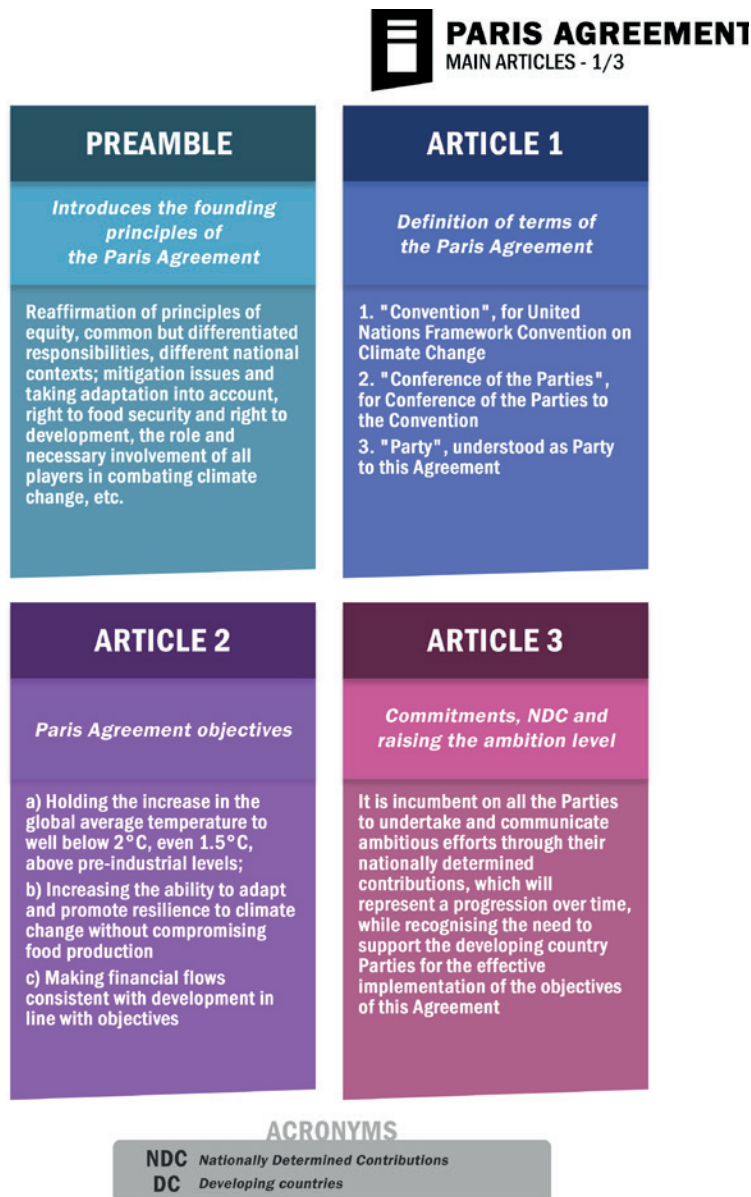 PARIS AGREEMENT
MAIN ARTICLES - 1/3
PREAMBLE
Introduces the founding
principles of
the Paris Agreement
Reaffirmation of principles of
equity, common but differentiated
responsibilities, different national
contexts; mitigation issues and
taking adaptation into account,
right to food security and right to
development, the role and
necessary involvement of all
players in combating climate
change, etc.
ARTICLE 1
Definition of terms of
the Paris Agreement
1. "Convention", for United
Nations Framework Convention on
Climate Change
2. "Conference of the Parties",
for Conference of the Parties to
the Convention
3. "Party", understood as Party
to this Agreement
ARTICLE 2
Paris Agreement objectives
a) Holding the increase in the
global average temperature to
well below 2°C, even 1.5°C,
above pre-industrial levels;
b) Increasing the ability to adapt
and promote resilience to climate
change without compromising
food production
c) Making financial flows
consistent with development in
line with objectives
ARTICLE 3
Commitments, NDC and
raising the ambition level
It is incumbent on all the Parties
to undertake and communicate
ambitious efforts through their
nationally determined
contributions, which will
represent a progression over time,
while recognising the need to
support the developing country
Parties for the effective
implementation of the objectives
of this Agreement
ACRONYMS
NDC Nationally Determined Contributions
DC Developing countries